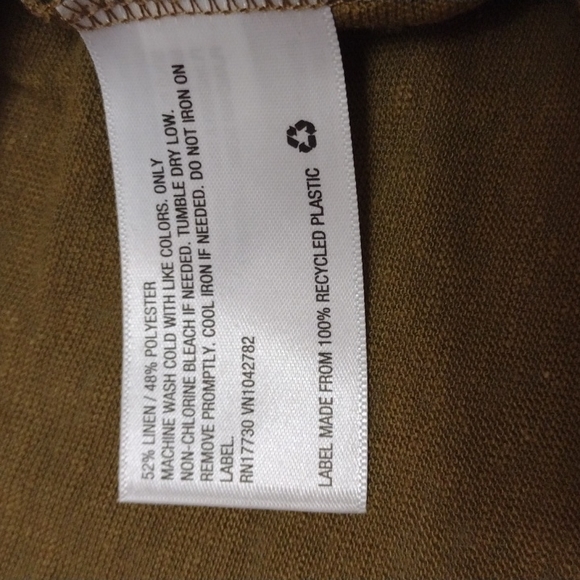 52% LINEN / 48% POLYESTER
MACHINE WASH COLD WITH LIKE COLORS. ONLY
NON-CHLORINE BLEACH IF NEEDED. TUMBLE DRY LOW.
REMOVE PROMPTLY. COOL IRON IF NEEDED. DO NOT IRON ON
LABEL.
RN17730 VN1042782
LABEL MADE FROM 100% RECYCLED PLASTIC